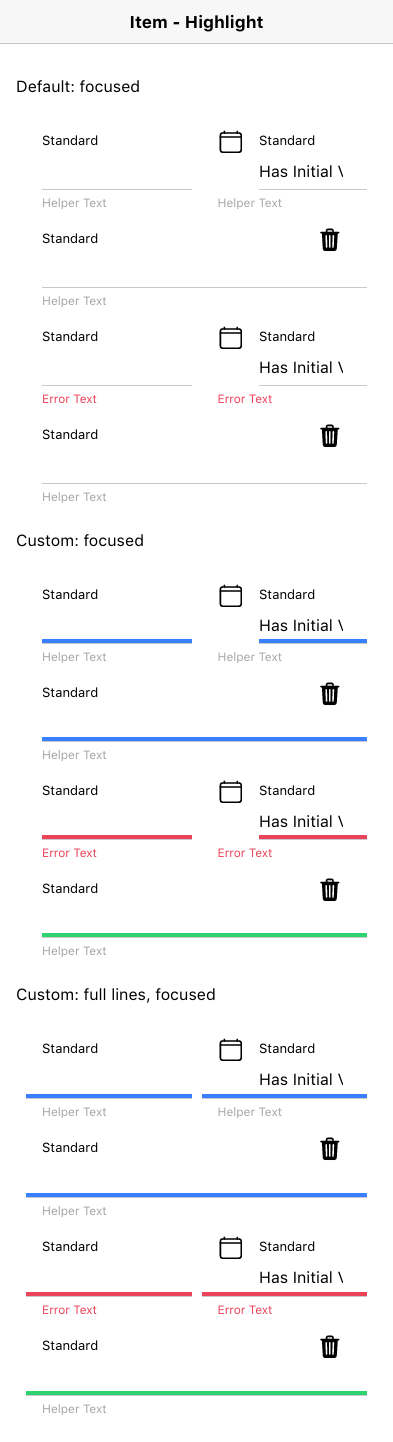 Item - Highlight
Default: focused
Standard Standard
Has Initial
Helper Text Helper Text
Standard
Helper Text
Standard Standard
Has Initial
Error Text Error Text
Standard
Helper Text
Custom: focused
Standard Standard
Has Initial
Helper Text Helper Text
Standard
Helper Text
Standard Standard
Has Initial
Error Text Error Text
Standard
Helper Text
Custom: full lines, focused
Standard Standard
Has Initial
Helper Text Helper Text
Standard
Helper Text
Standard Standard
Has Initial
Error Text Error Text
Standard
Helper Text